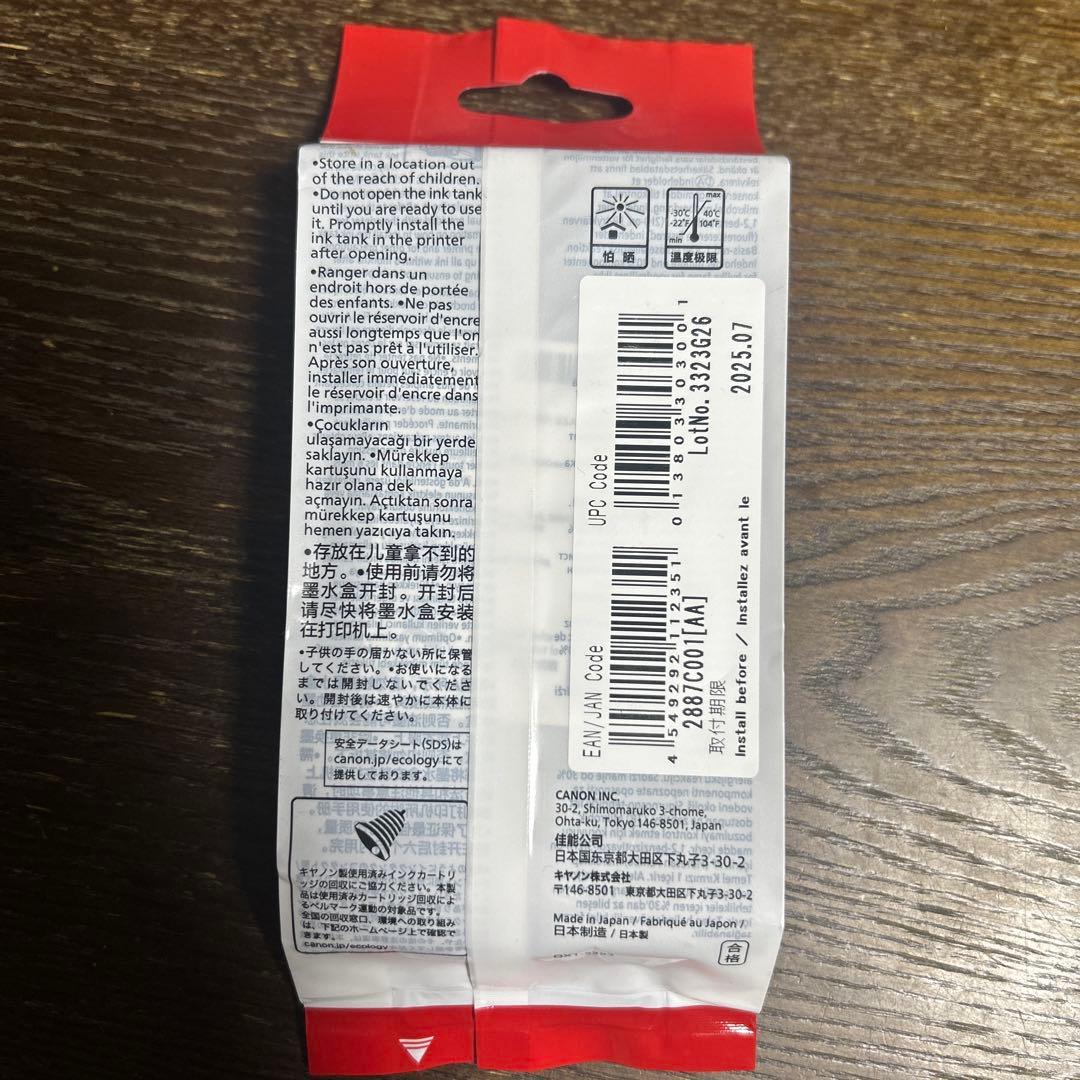 •Store in a location out
of the reach of children.
•Do not open the ink tank
until you are ready to use
it. Promptly install the
ink tank in the printer
after opening.
•Ranger dans un
endroit hors de portée
des enfants. •Ne pas
ouvrir le réservoir d'encre
aussi longtemps que l'on
n'est pas prêt à l'utiliser.
Après son ouverture,
installer immédiatement
le réservoir d'encre dans
l'imprimante.
•Çocukların
ulaşamayacağı bir yerde
saklayın. •Mürekkep
kartuşunu kullanmaya
hazır olana dek
açmayın. Açtıktan sonra
mürekkep kartuşunu
hemen yazıcıya takın.
•存放在儿童拿不到的
地方。•使用前请勿将
墨水盒开封。开封后
请尽快将墨水盒安装
在打印机上。
•子供の手の届かない所に保管
してください。•お使いになる
までは開封しないでくださ
い。開封後は速やかに本体に
取り付けてください。
安全データシート(SDS)は
canon.jp/ecology にて
提供しております。
キヤノン製使用済みインクカートリ
ッジの回収にご協力ください。本製
品は使用済みカートリッジ回収によ
るベルマーク運動の対象品です。
全国の回収窓口、環境への取り組み
は、下記のホームページ上で確認で
きます。
canon.jp/ecology
怕 晒
max
-30℃ 40℃
-22°F 104°F
min
温度极限
UPC Code
0 13803 30300 1
LotNo. 3323G26
2025.07
EAN/JAN Code
4 549292 112351
2887C001[AA]
取付期限
Install before / Installez avant le
CANON INC.
30-2, Shimomaruko 3-chome,
Ohta-ku, Tokyo 146-8501, Japan
佳能公司
日本国东京都大田区下丸子3-30-2
キヤノン株式会社
〒146-8501 東京都大田区下丸子3-30-2
Made in Japan / Fabriqué au Japon /
日本制造 / 日本製
合格